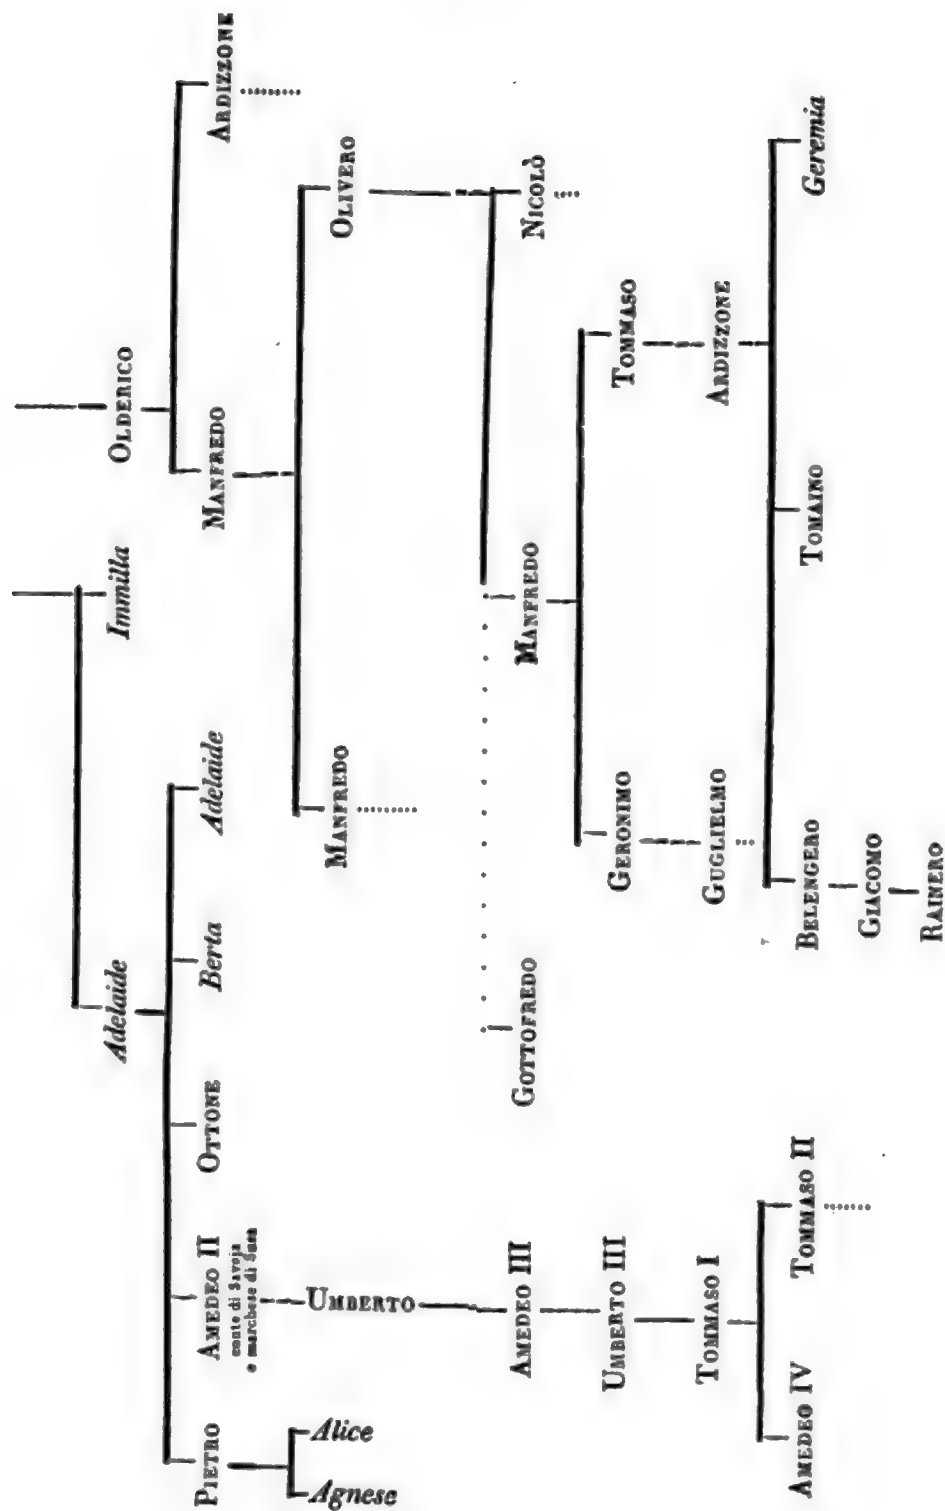 Adelaide Immilla OLDERICO
PIETRO AMEDEO II OTTONE Berta Adelaide MANFREDO ARDIZZONE
conte di Savoja
e marchese di Susa
Agnese Alice UMBERTO MANFREDO OLIVERO
AMEDEO III GOTTOFREDO MANFREDO NICOLÒ
UMBERTO III GERONIMO TOMMASO
TOMMASO I GUGLIELMO ARDIZZONE
AMEDEO IV TOMMASO II BELENGERO TOMAINO Geremia
GIACOMO
RAINERO